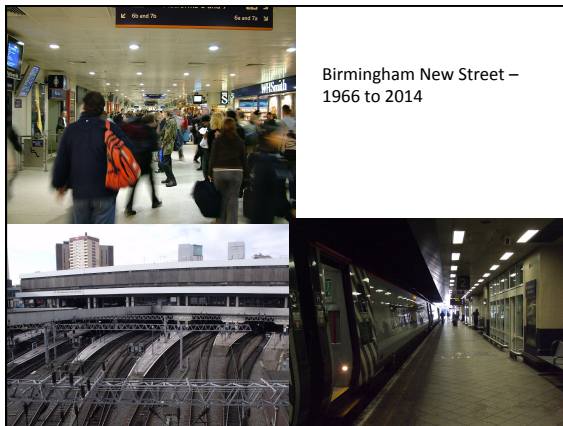 6b and 7b
6a and 7a
WHSmith
Birmingham New Street –
1966 to 2014